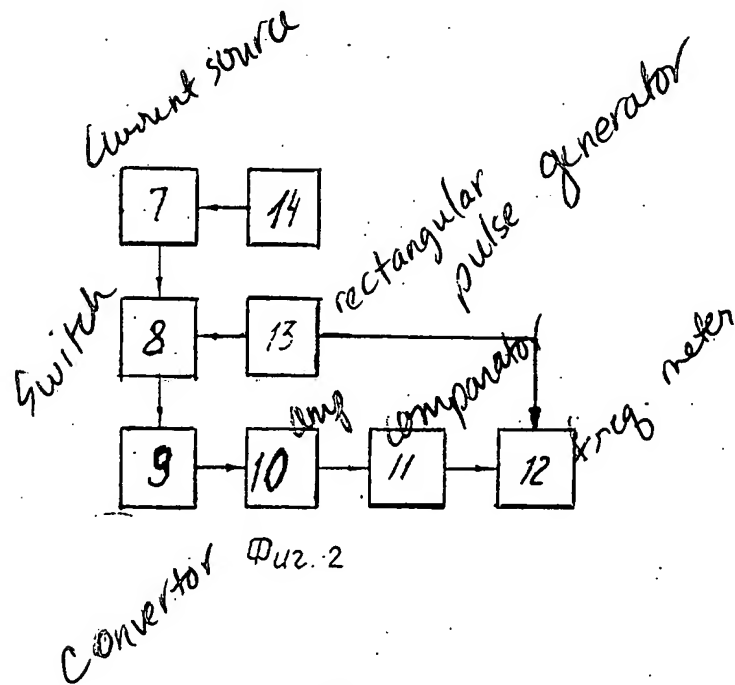 Current source
7
14
rectangular
pulse generator
Switch
8
13
amp
comparator
freq. meter
9
10
11
12
Convertor
Фиг. 2